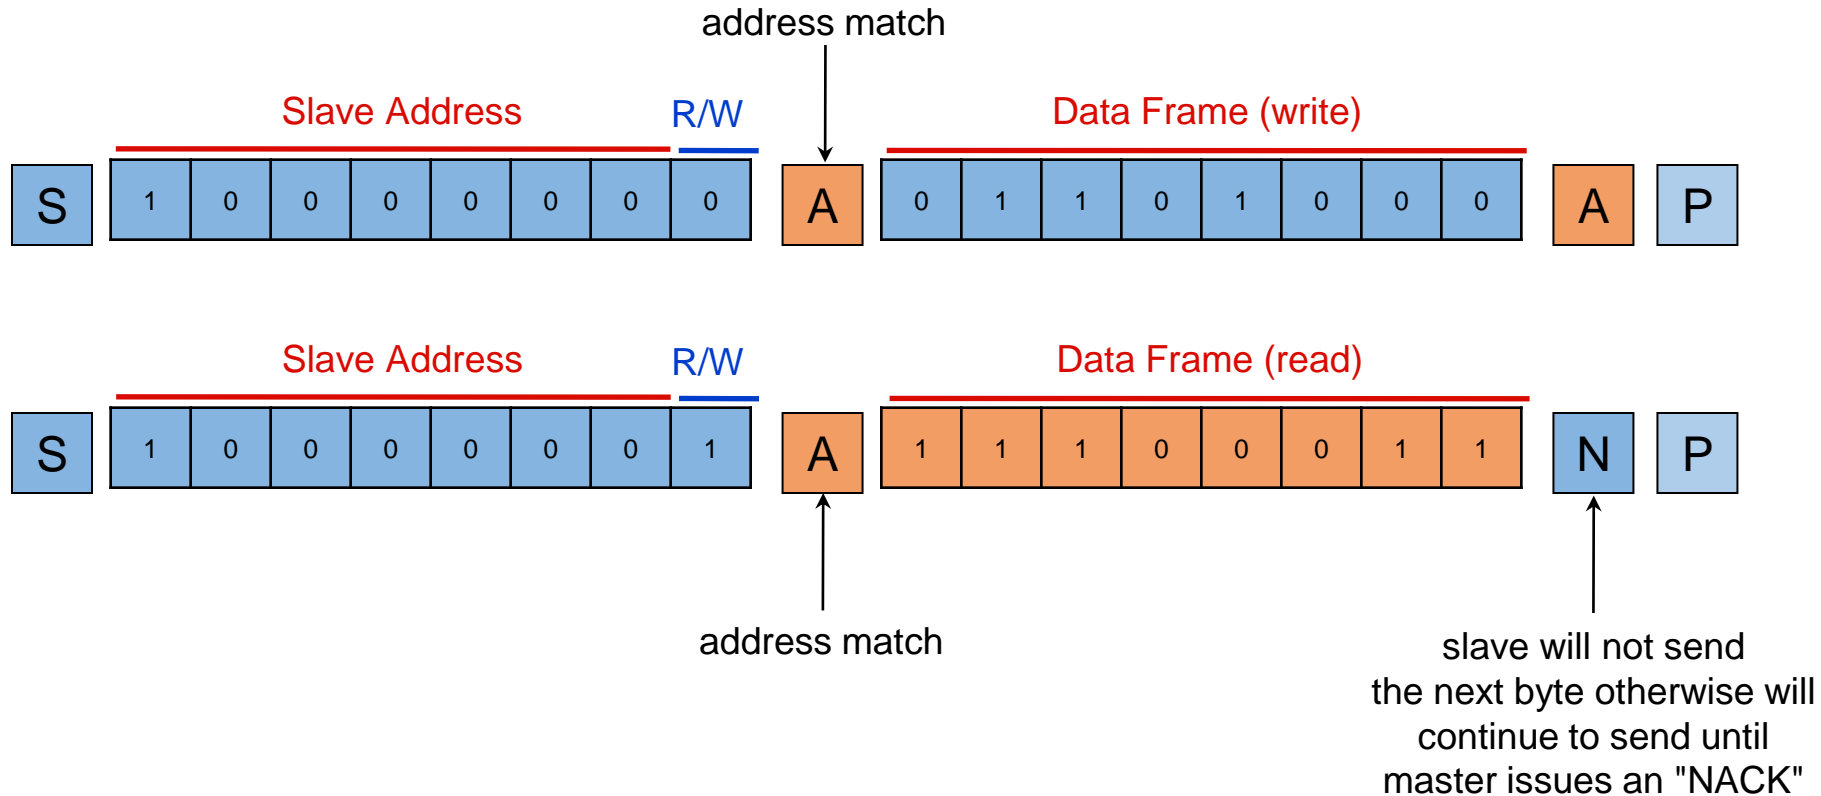 address match
Slave Address R/W Data Frame (write)
S 1 0 0 0 0 0 0 0 A 0 1 1 0 1 0 0 0 A P
Slave Address R/W Data Frame (read)
S 1 0 0 0 0 0 0 1 A 1 1 1 0 0 0 1 1 N P
address match
slave will not send
the next byte otherwise will
continue to send until
master issues an "NACK"